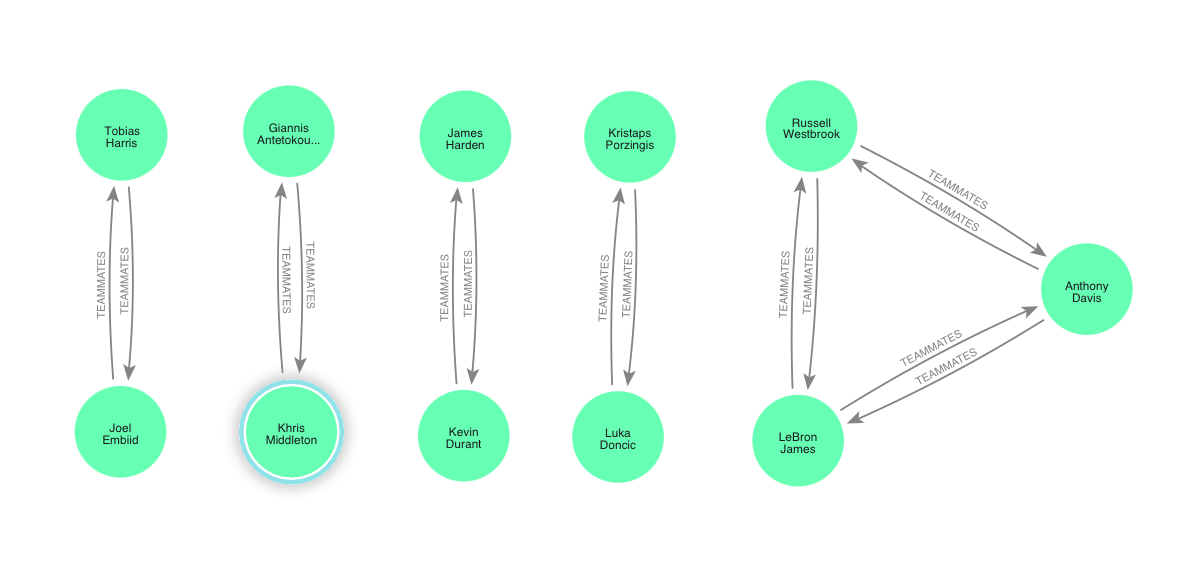 Tobias
Harris
Giannis
Antetokou...
James
Harden
Kristaps
Porzingis
Russell
Westbrook
TEAMMATES
TEAMMATES
TEAMMATES
TEAMMATES
TEAMMATES
TEAMMATES
TEAMMATES
TEAMMATES
TEAMMATES
TEAMMATES
TEAMMATES
TEAMMATES
Anthony
Davis
TEAMMATES
TEAMMATES
Joel
Embiid
Khris
Middleton
Kevin
Durant
Luka
Doncic
LeBron
James